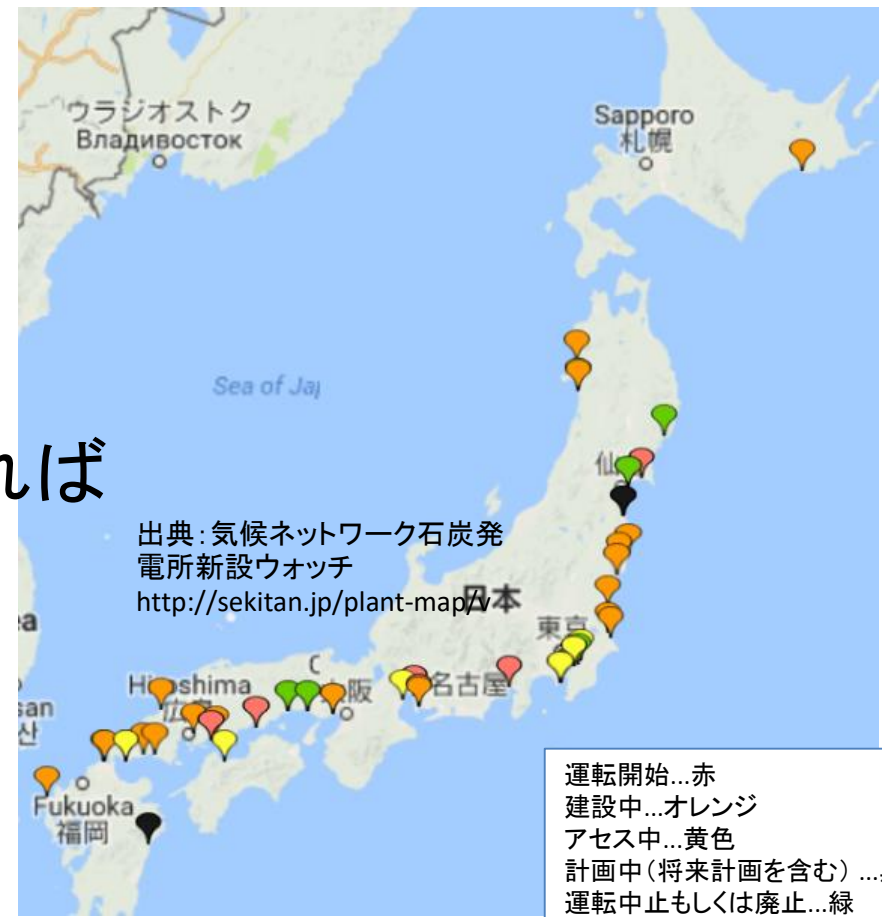 ウラジオストク
Владивосток
Sapporo
札幌
Sea of Ja
れば
仙
出典：気候ネットワーク石炭発
電所新設ウォッチ
http://sekitan.jp/plant-map/v
日本
東京
ea
Hiroshima
広島
大阪
名古屋
san
산
Fukuoka
福岡
運転開始…赤
建設中…オレンジ
アセス中…黄色
計画中（将来計画を含む）…
運転中止もしくは廃止…緑